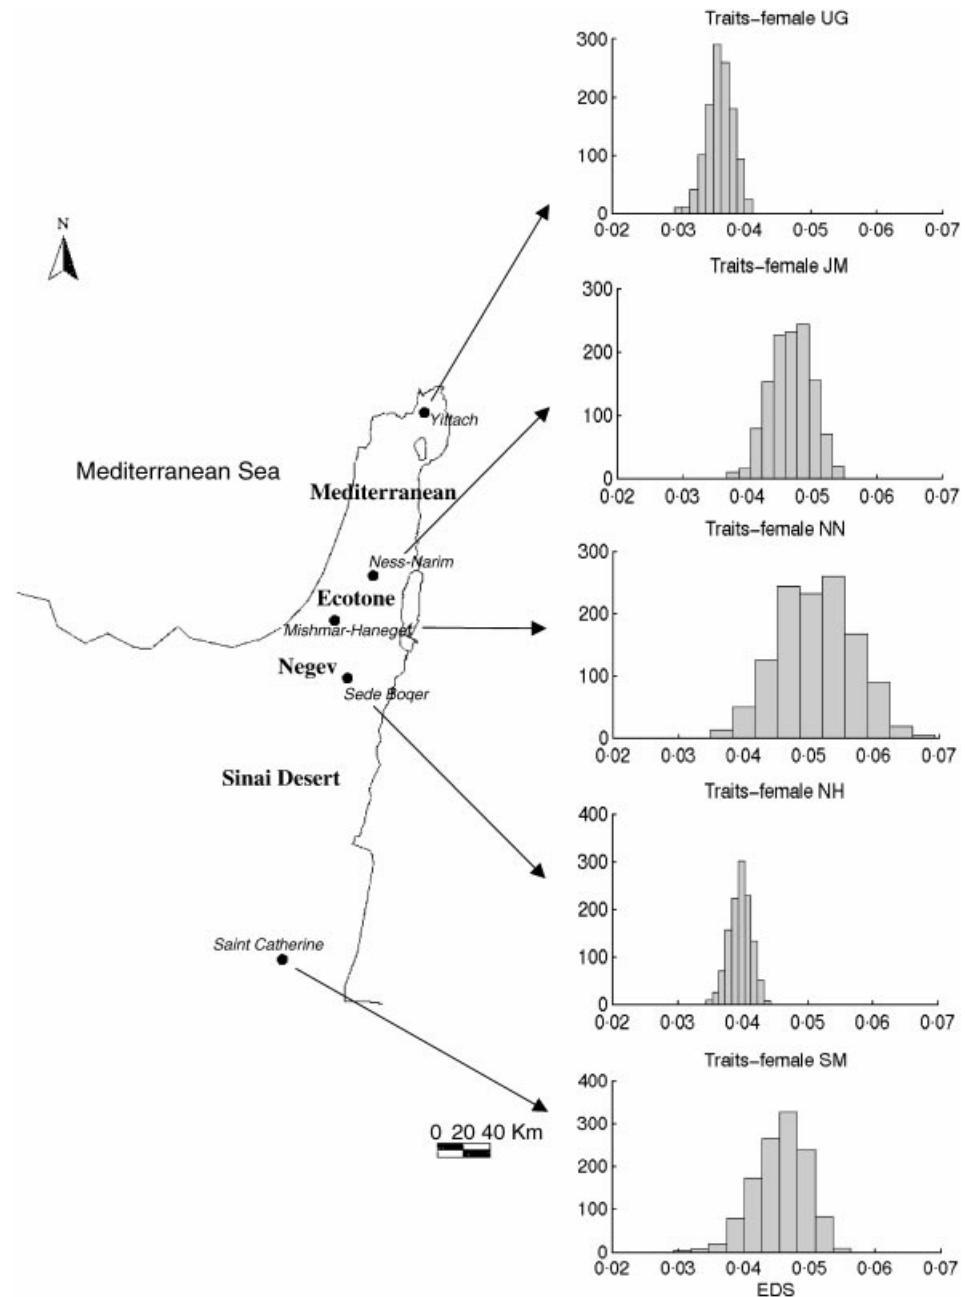 Traits-female UG
300
200
100
0
0·02 0·03 0·04 0·05 0·06 0·07
N
Traits-female JM
300
200
100
0
0·02 0·03 0·04 0·05 0·06 0·07
Yiftach
Mediterranean Sea
Mediterranean
Ness-Narim
Ecotone
Mishmar-Hanegev
Negev
Sede Boqer
Sinai Desert
Saint Catherine
0 20 40 Km
Traits-female NN
300
200
100
0
0·02 0·03 0·04 0·05 0·06 0·07
Traits-female NH
400
300
200
100
0
0·02 0·03 0·04 0·05 0·06 0·07
Traits-female SM
400
300
200
100
0
0·02 0·03 0·04 0·05 0·06 0·07
EDS